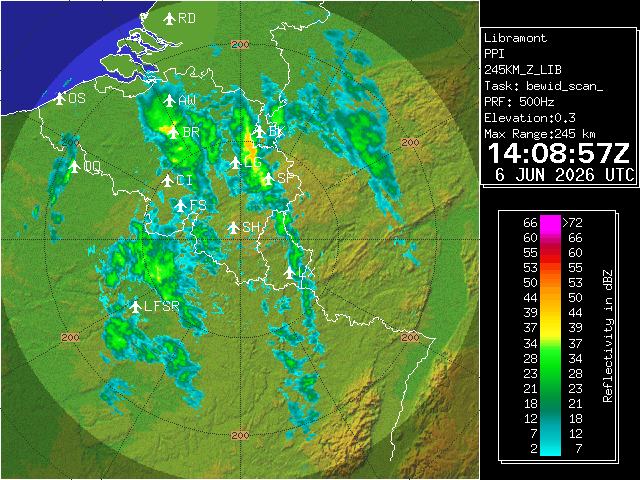 RD
200
OS
AW
BR
BK
200
OO
LG
CI
SP
FS
SH
LX
LFSR
200
200
200
Libramont
PPI
245KM_Z_LIB
Task: bewid_scan_
PRF: 500Hz
Elevation:0.3
Max Range:245 km
14:08:57Z
6 JUN 2026 UTC
66 >72
60 66
55 60
53 55
50 53
44 50
39 44
37 39
34 37
28 34
23 28
21 23
18 21
12 18
7 12
2 7
Reflectivity in dBZ